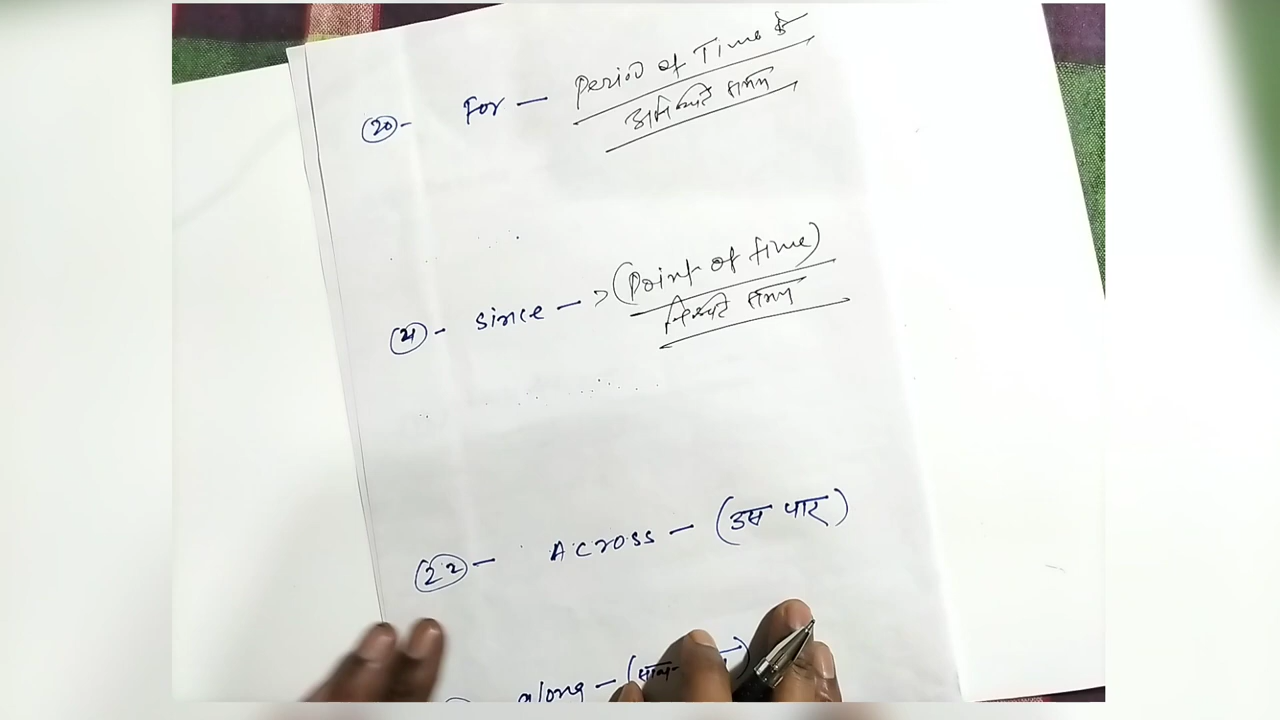 20- For — Period of Time के
अनिश्चित समय
21- Since — > (Point of time)
निश्चित समय
22- Across — (उस पार)
along — (साथ-